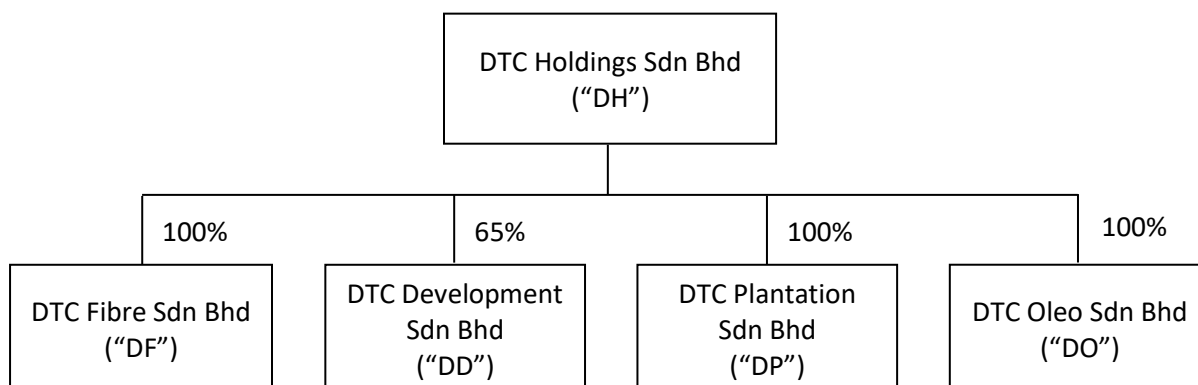 DTC Holdings Sdn Bhd
(“DH”)
100%
65%
100%
100%
DTC Fibre Sdn Bhd
(“DF”)
DTC Development
Sdn Bhd
(“DD”)
DTC Plantation
Sdn Bhd
(“DP”)
DTC Oleo Sdn Bhd
(“DO”)